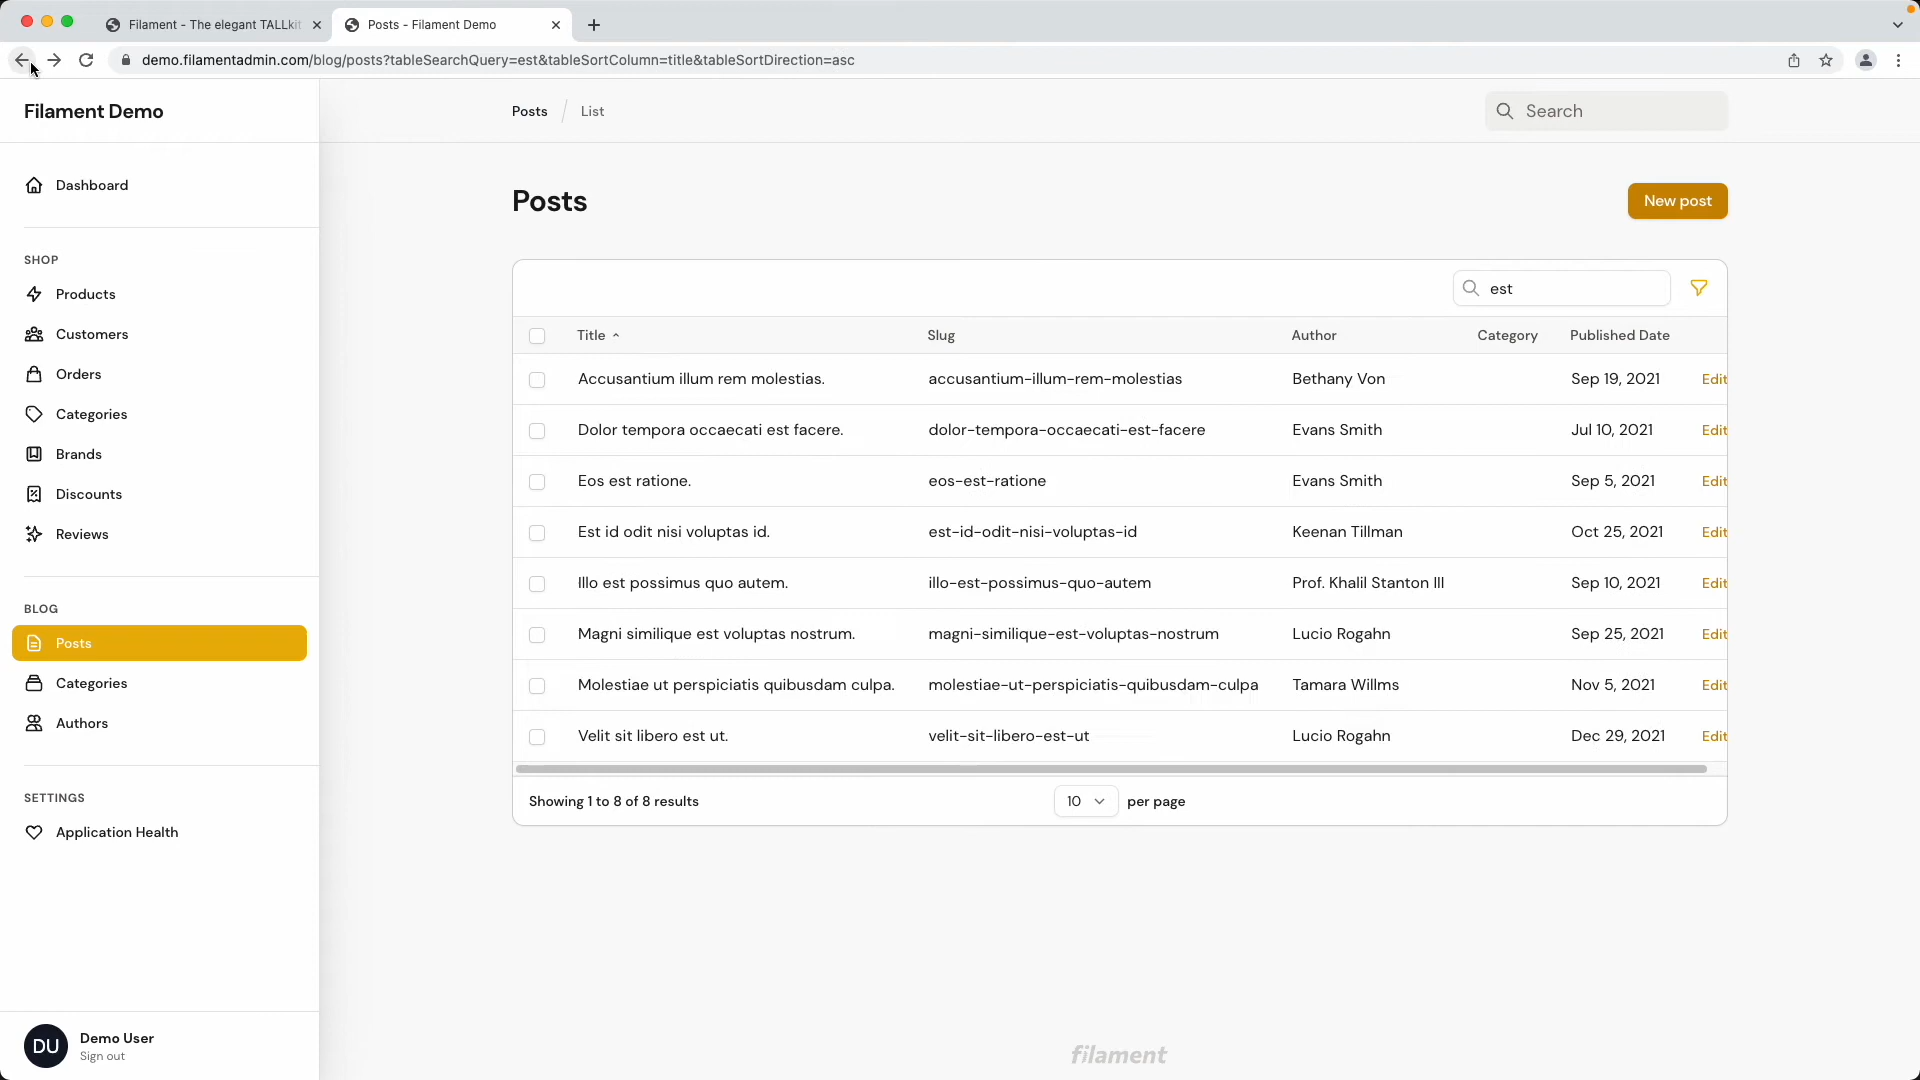 Filament - The elegant TALLkit
Posts - Filament Demo
demo.filamentadmin.com/blog/posts?tableSearchQuery=est&tableSortColumn=title&tableSortDirection=asc
Filament Demo
Posts
List
Search
Dashboard
SHOP
Products
Customers
Orders
Categories
Brands
Discounts
Reviews
BLOG
Posts
Categories
Authors
SETTINGS
Application Health
DU
Demo User
Sign out
Posts
New post
est
Title Slug Author Category Published Date
Accusantium illum rem molestias. accusantium-illum-rem-molestias Bethany Von Sep 19, 2021 Edit
Dolor tempora occaecati est facere. dolor-tempora-occaecati-est-facere Evans Smith Jul 10, 2021 Edit
Eos est ratione. eos-est-ratione Evans Smith Sep 5, 2021 Edit
Est id odit nisi voluptas id. est-id-odit-nisi-voluptas-id Keenan Tillman Oct 25, 2021 Edit
Illo est possimus quo autem. illo-est-possimus-quo-autem Prof. Khalil Stanton III Sep 10, 2021 Edit
Magni similique est voluptas nostrum. magni-similique-est-voluptas-nostrum Lucio Rogahn Sep 25, 2021 Edit
Molestiae ut perspiciatis quibusdam culpa. molestiae-ut-perspiciatis-quibusdam-culpa Tamara Willms Nov 5, 2021 Edit
Velit sit libero est ut. velit-sit-libero-est-ut Lucio Rogahn Dec 29, 2021 Edit
Showing 1 to 8 of 8 results
10 per page
filament